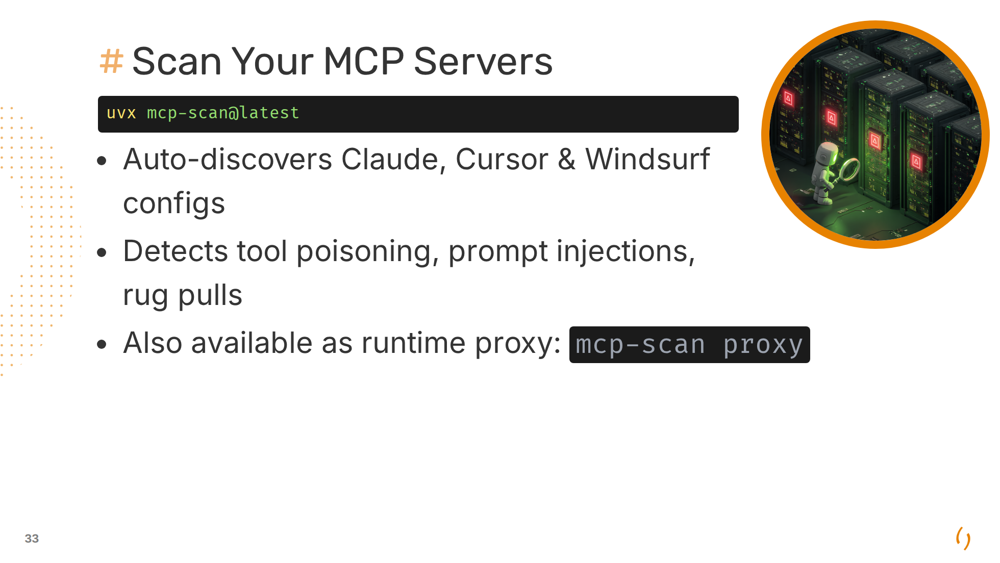 # Scan Your MCP Servers
uvx mcp-scan@latest
• Auto-discovers Claude, Cursor & Windsurf
configs
• Detects tool poisoning, prompt injections,
rug pulls
• Also available as runtime proxy: mcp-scan proxy
33